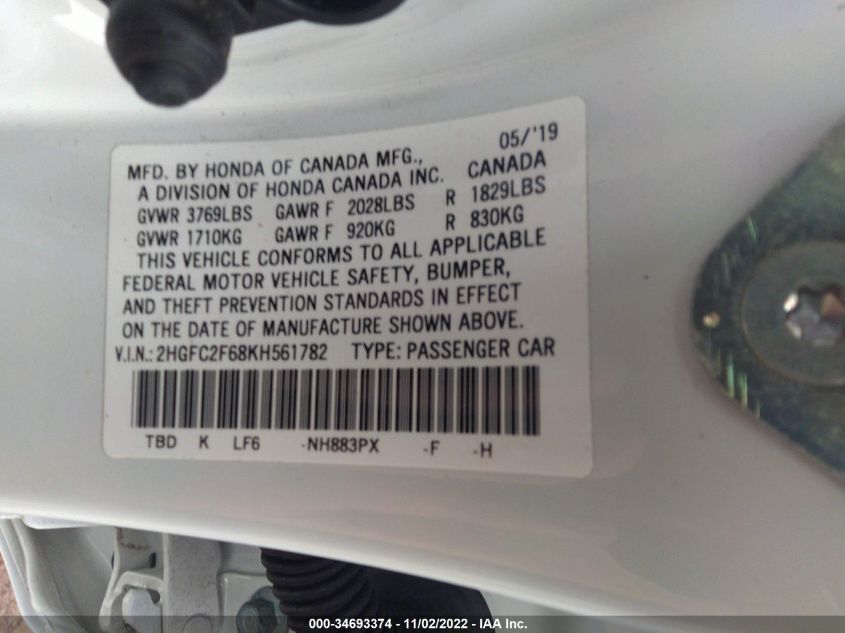 05/'19
MFD. BY HONDA OF CANADA MFG.,
A DIVISION OF HONDA CANADA INC. CANADA
GVWR 3769LBS GAWR F 2028LBS R 1829LBS
GVWR 1710KG GAWR F 920KG R 830KG
THIS VEHICLE CONFORMS TO ALL APPLICABLE
FEDERAL MOTOR VEHICLE SAFETY, BUMPER,
AND THEFT PREVENTION STANDARDS IN EFFECT
ON THE DATE OF MANUFACTURE SHOWN ABOVE.
V.I.N.: 2HGFC2F68KH561782 TYPE: PASSENGER CAR
TBD K LF6 -NH883PX -F -H
000-34693374 - 11/02/2022 - IAA Inc.